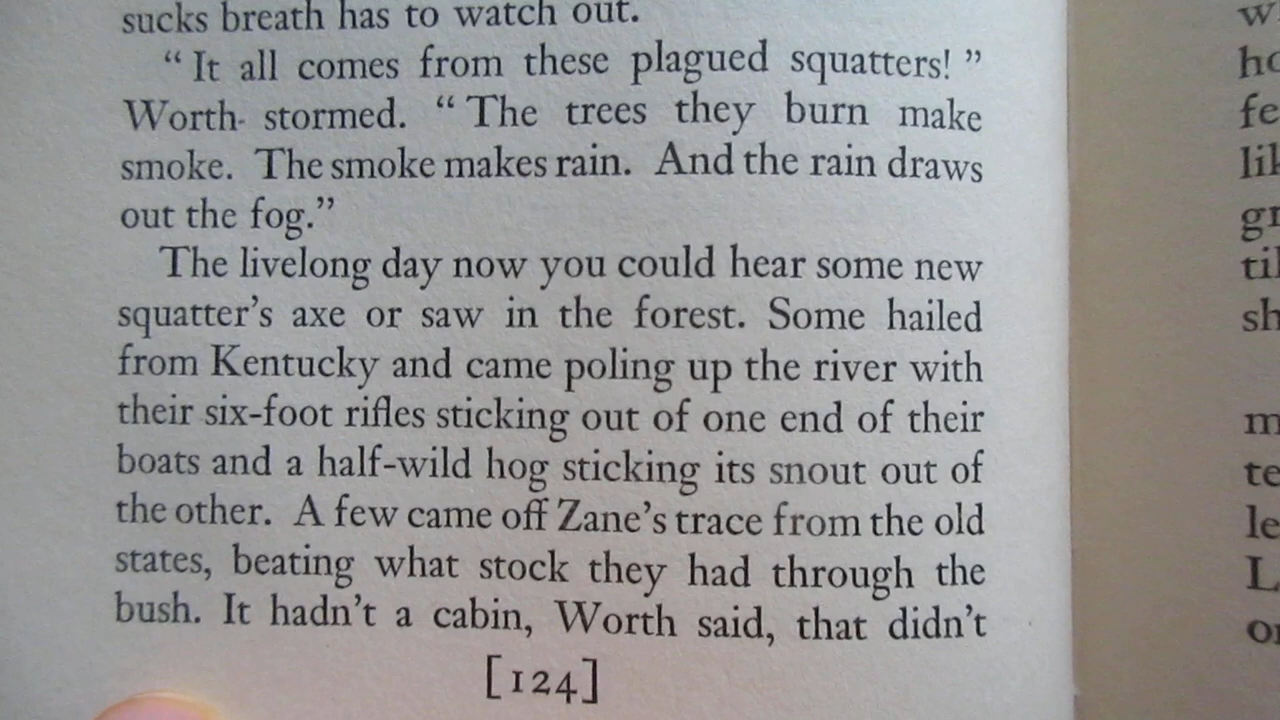 sucks breath has to watch out.
“ It all comes from these plagued squatters! ”
Worth stormed. “ The trees they burn make
smoke. The smoke makes rain. And the rain draws
out the fog.”
The livelong day now you could hear some new
squatter’s axe or saw in the forest. Some hailed
from Kentucky and came poling up the river with
their six-foot rifles sticking out of one end of their
boats and a half-wild hog sticking its snout out of
the other. A few came off Zane’s trace from the old
states, beating what stock they had through the
bush. It hadn’t a cabin, Worth said, that didn’t
[124]